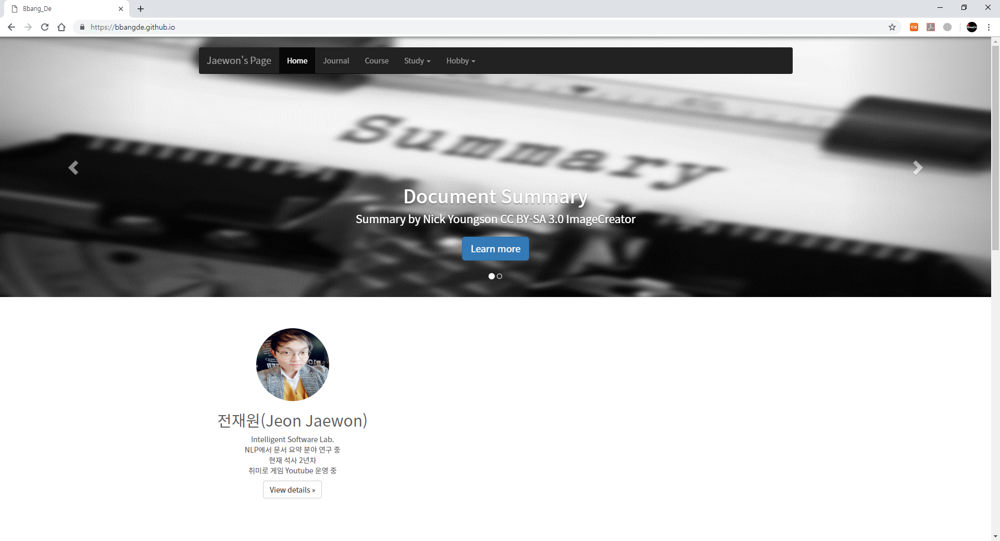 Bbang_De
https://bbangde.github.io
Jaewon's Page Home Journal Course Study Hobby
Summary
Document Summary
Summary by Nick Youngson CC BY-SA 3.0 ImageCreator
Learn more
전재원(Jeon Jaewon)
Intelligent Software Lab.
NLP에서 문서 요약 분야 연구 중
현재 석사 2년차
취미로 게임 Youtube 운영 중
View details »